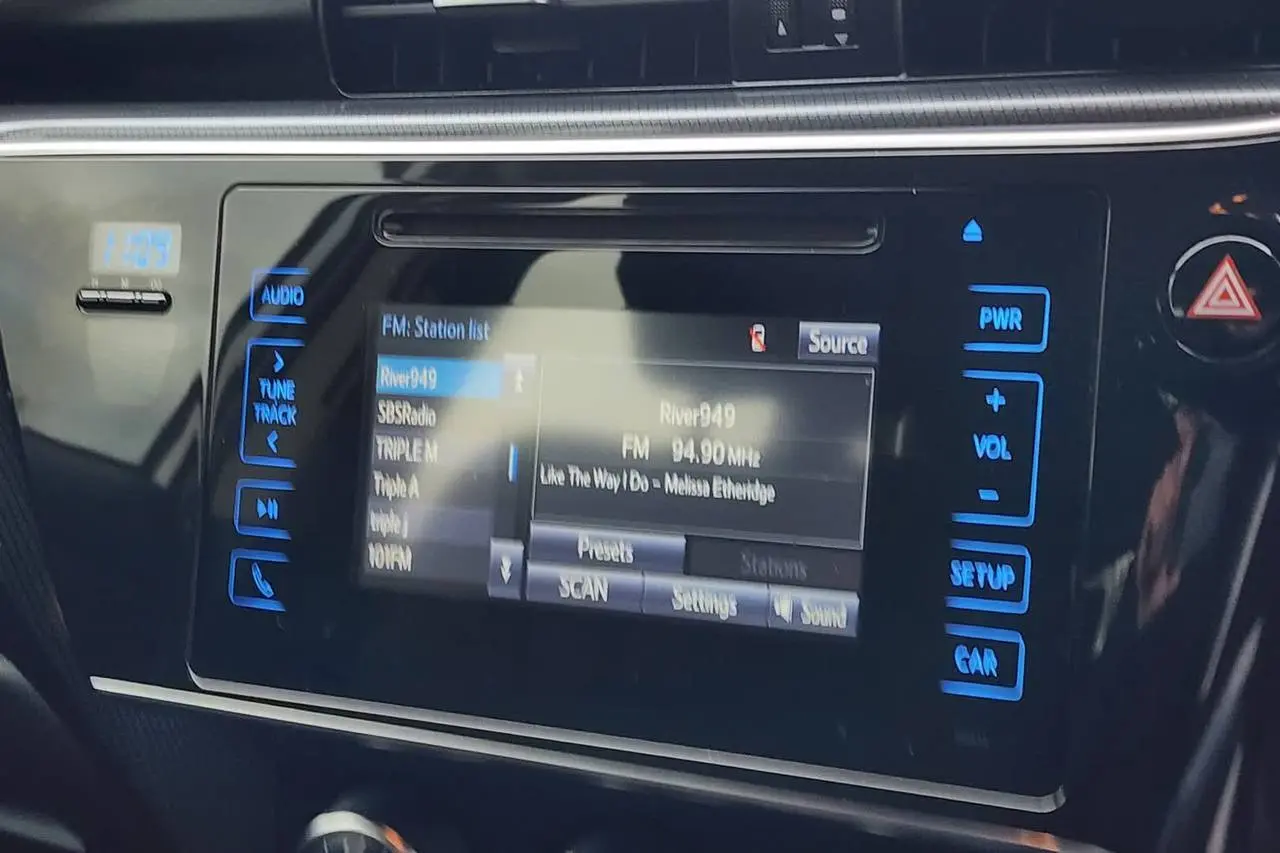 AUDIO
TUNE
TRACK
FM: Station list
Source
River949
SBSRadio
TRIPLE M
Triple A
triple j
101FM
River949
FM 94.90 MHz
Like The Way I Do - Melissa Etheridge
Presets
Stations
SCAN
Settings
Sound
PWR
+
VOL
-
SETUP
CAR